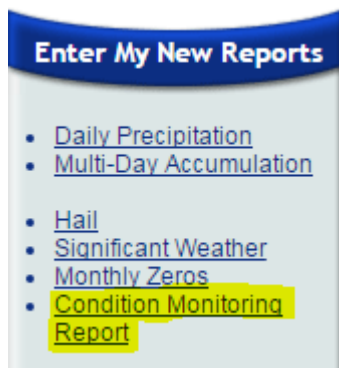 Enter My New Reports
Daily Precipitation
Multi-Day Accumulation
Hail
Significant Weather
Monthly Zeros
Condition Monitoring
Report